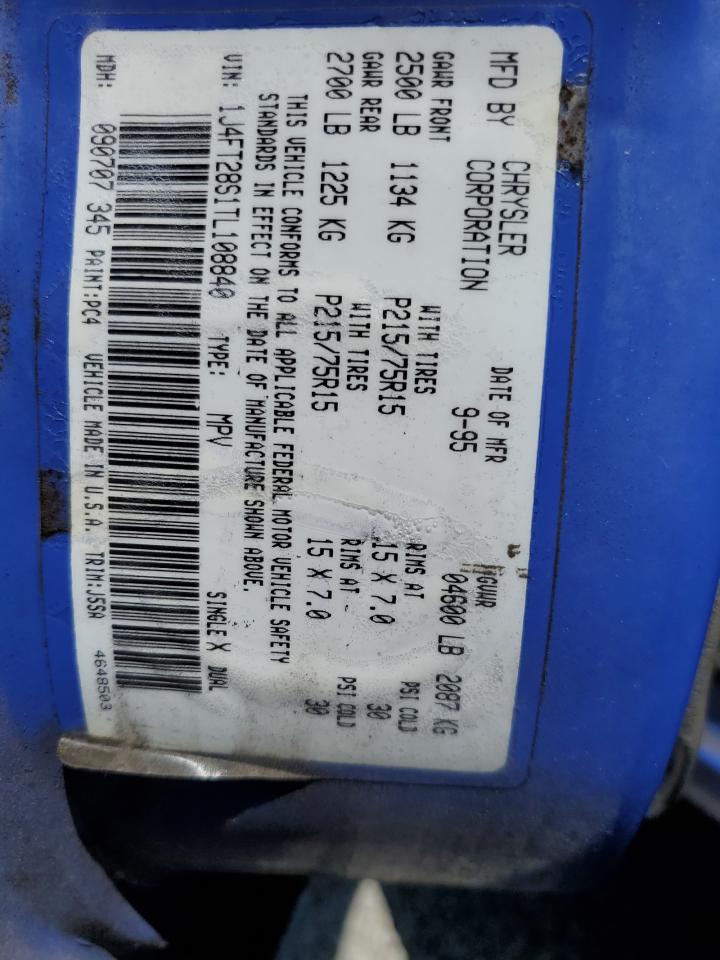 MFD BY CHRYSLER CORPORATION DATE OF MFR 9-95 GVWR 04600 LB 2087 KG
GAWR FRONT WITH TIRES RIMS AT PSI COLD
2500 LB 1134 KG P215/75R15 15 X 7.0 30
GAWR REAR WITH TIRES RIMS AT PSI COLD
2700 LB 1225 KG P215/75R15 15 X 7.0 30
THIS VEHICLE CONFORMS TO ALL APPLICABLE FEDERAL MOTOR VEHICLE SAFETY
STANDARDS IN EFFECT ON THE DATE OF MANUFACTURE SHOWN ABOVE.
VIN: 1J4FT28S1TL108840 TYPE: MPV SINGLE X DUAL
MDH: 090707 345 PAINT:PC4 VEHICLE MADE IN U.S.A. TRIM:J5SA 4648503